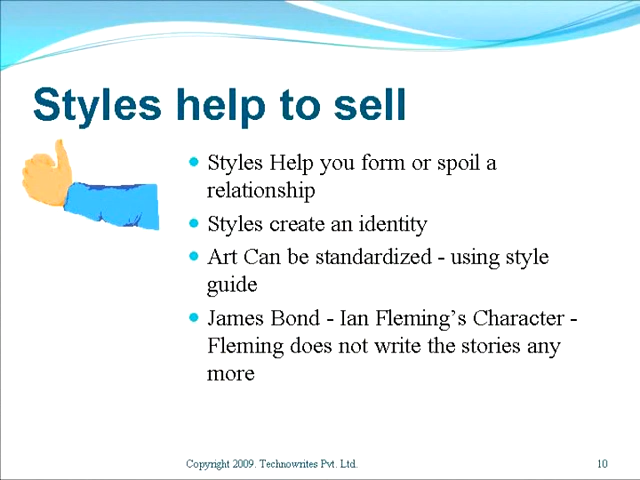 Styles help to sell
Styles Help you form or spoil a
relationship
Styles create an identity
Art Can be standardized - using style
guide
James Bond - Ian Fleming's Character -
Fleming does not write the stories any
more
Copyright 2009. Technowrites Pvt. Ltd.
10